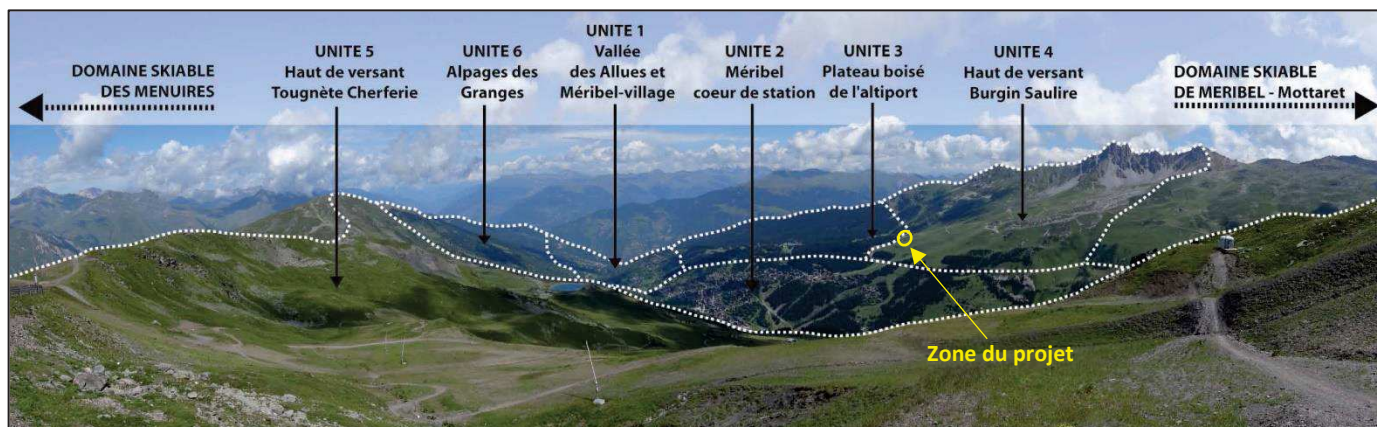 DOMAINE SKIABLE
DES MENUIRES
UNITE 5
Haut de versant
Tougnète Cherferie
UNITE 6
Alpages des
Granges
UNITE 1
Vallée
des Allues et
Méribel-village
UNITE 2
Méribel
coeur de station
UNITE 3
Plateau boisé
de l'altiport
UNITE 4
Haut de versant
Burgin Saulire
DOMAINE SKIABLE
DE MERIBEL - Mottaret
Zone du projet